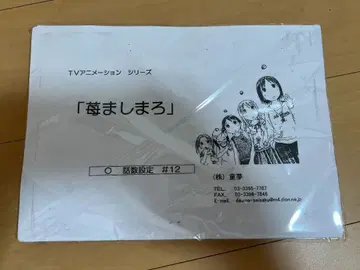 TVアニメーション シリーズ
「苺ましまろ」
〇 話数設定 #12
(株) 童夢
TEL.
FAX.
E-mail.